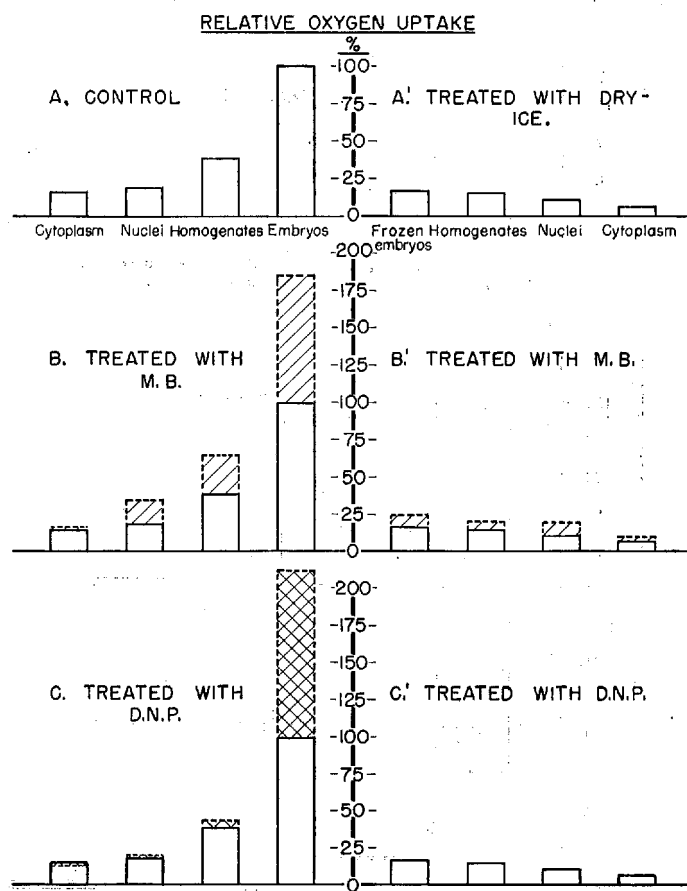 RELATIVE OXYGEN UPTAKE
%
A. CONTROL
A.' TREATED WITH DRY-
ICE.
-100-
-75-
-50-
-25-
0
Cytoplasm Nuclei Homogenates Embryos
Frozen embryos Homogenates Nuclei Cytoplasm
-200-
-175-
-150-
-125-
-100-
-75-
-50-
-25-
0
B. TREATED WITH
M.B.
B.' TREATED WITH M.B.
-200-
-175-
-150-
-125-
-100-
-75-
-50-
-25-
0
C. TREATED WITH
D.N.P.
C.' TREATED WITH D.N.P.